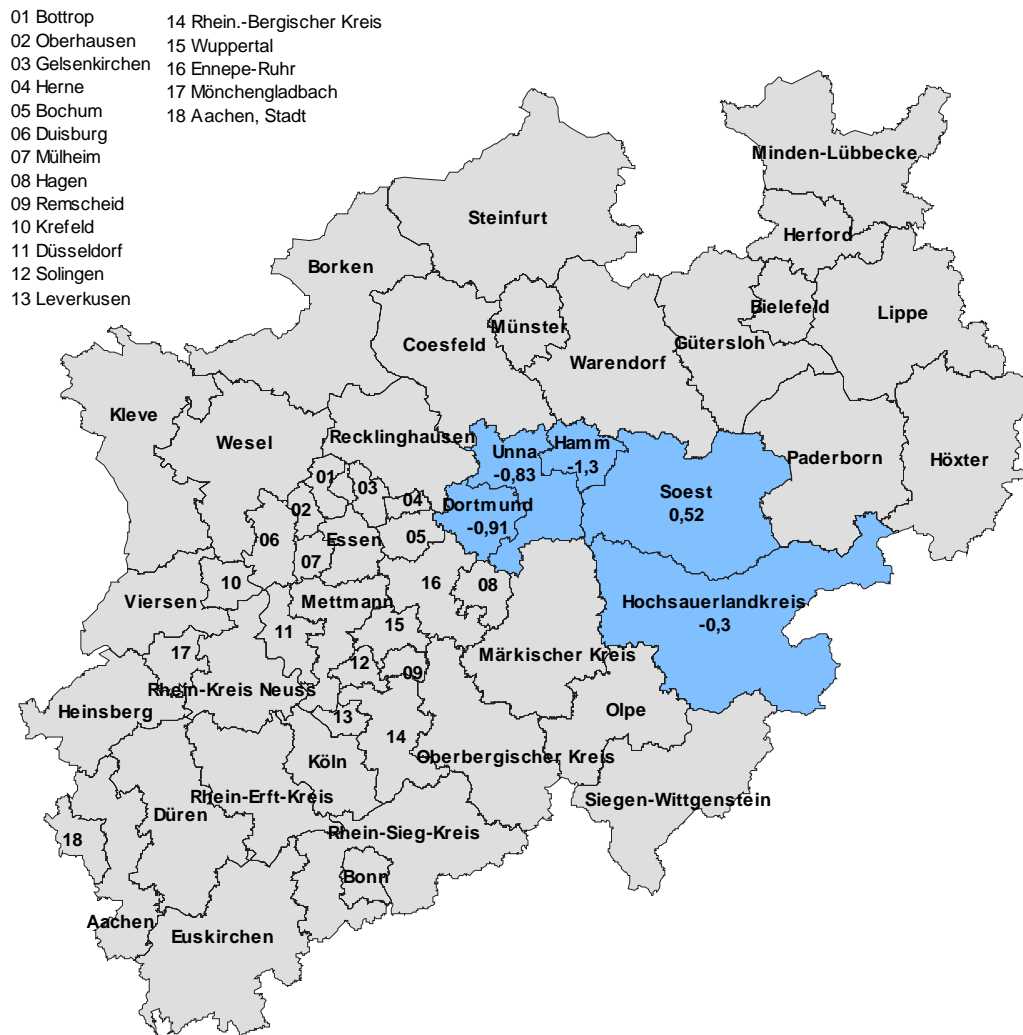 01 Bottrop
02 Oberhausen
03 Gelsenkirchen
04 Herne
05 Bochum
06 Duisburg
07 Mülheim
08 Hagen
09 Remscheid
10 Krefeld
11 Düsseldorf
12 Solingen
13 Leverkusen
14 Rhein.-Bergischer Kreis
15 Wuppertal
16 Ennepe-Ruhr
17 Mönchengladbach
18 Aachen, Stadt
Minden-Lübbecke
Steinfurt
Herford
Borken
Bielefeld
Lippe
Münster
Coesfeld
Gütersloh
Warendorf
Kleve
Wesel
Recklinghausen
Unna
-0,83
Hamm
-1,3
Paderborn
Höxter
Soest
0,52
01
03
02
04
Dortmund
-0,91
06
Essen
05
07
10
16
08
Viersen
Mettmann
Hochsauerlandkreis
-0,3
11
15
17
Märkischer Kreis
12
09
Rhein-Kreis Neuss
Heinsberg
13
Olpe
14
Köln
Oberbergischer Kreis
Rhein-Erft-Kreis
Siegen-Wittgenstein
Düren
18
Rhein-Sieg-Kreis
Bonn
Aachen
Euskirchen